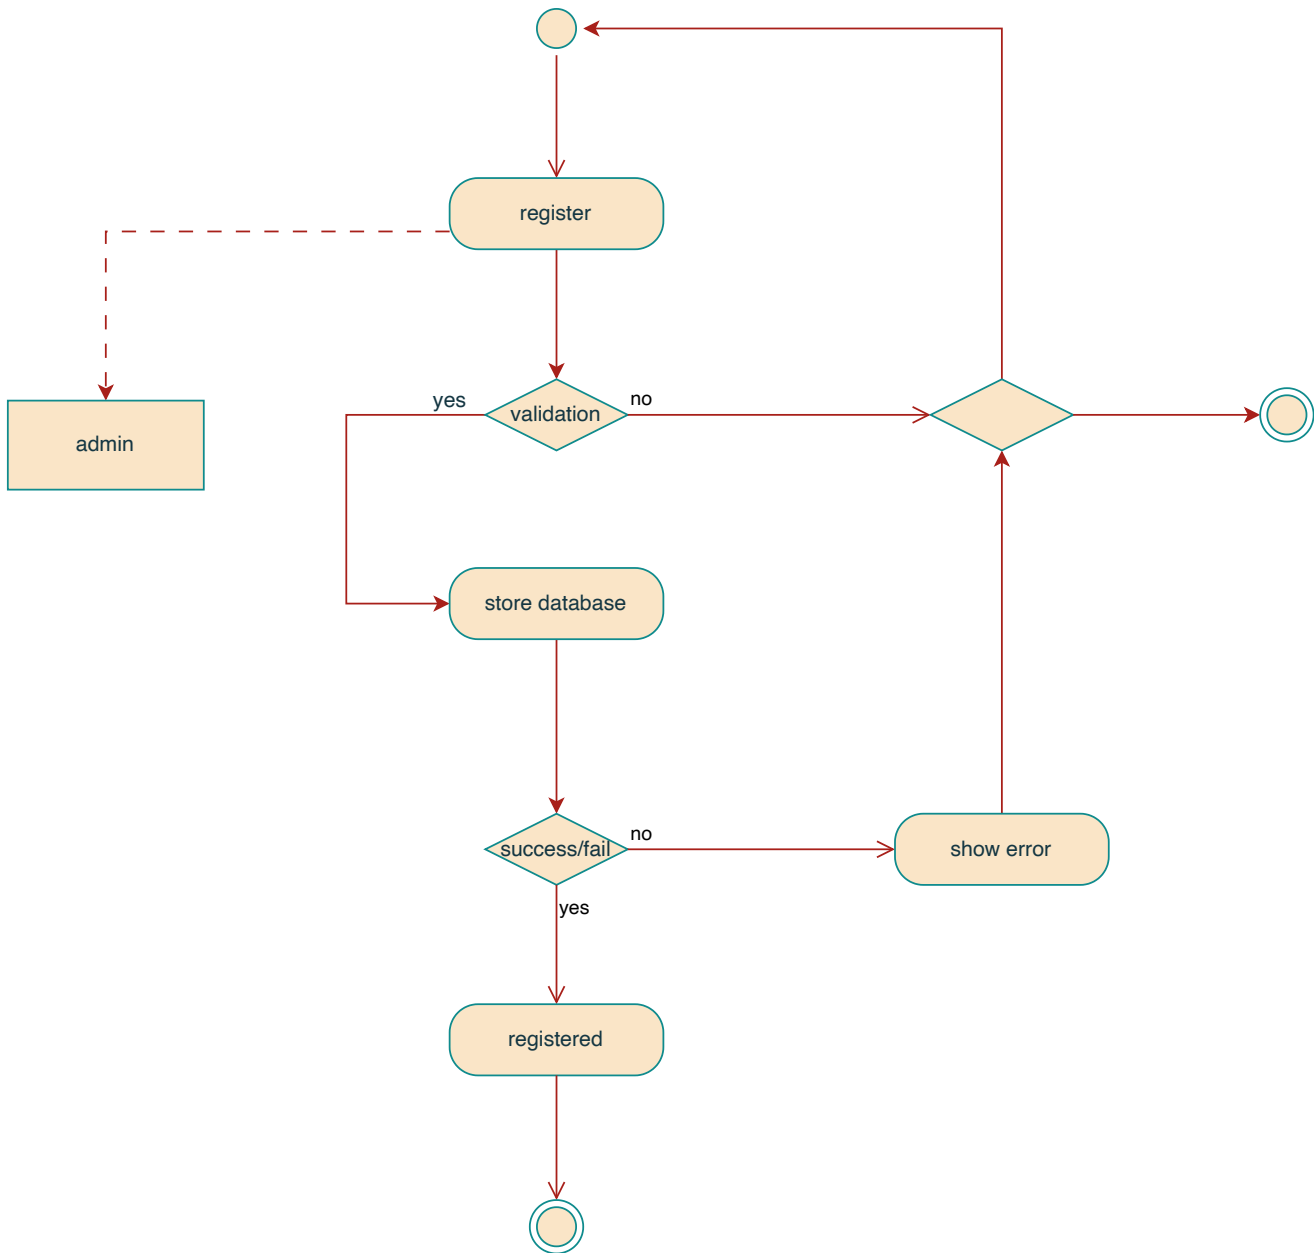 register
yes
validation
no
admin
store database
success/fail
no
show error
yes
registered